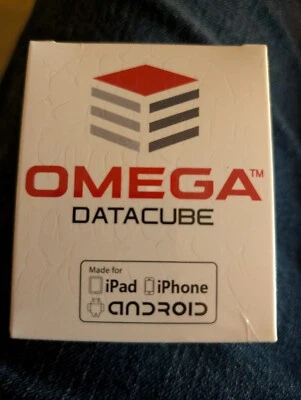 OMEGA™
DATACUBE
Made for
iPad iPhone
ANDROID